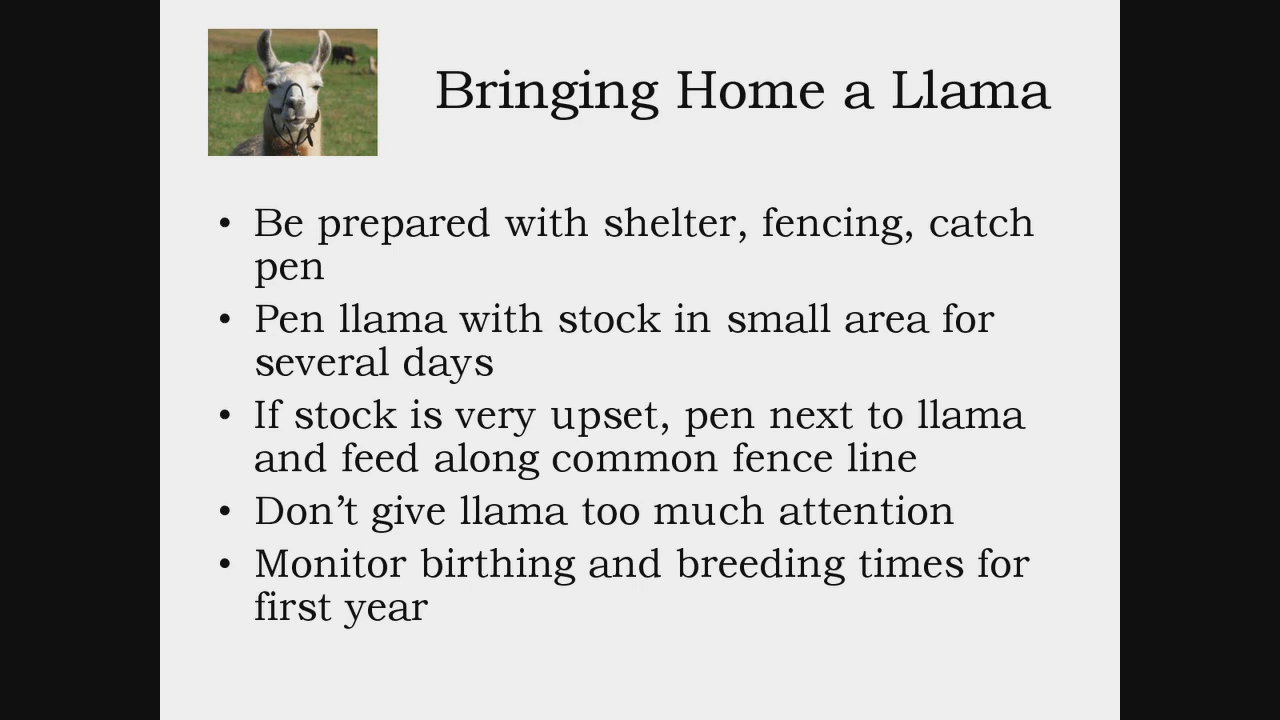 Bringing Home a Llama
• Be prepared with shelter, fencing, catch
pen
• Pen llama with stock in small area for
several days
• If stock is very upset, pen next to llama
and feed along common fence line
• Don’t give llama too much attention
• Monitor birthing and breeding times for
first year